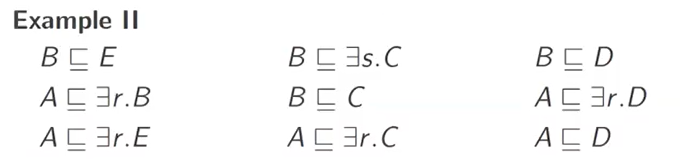 Example II
B ⊑ E B ⊑ ∃s.C B ⊑ D
A ⊑ ∃r.B B ⊑ C A ⊑ ∃r.D
A ⊑ ∃r.E A ⊑ ∃r.C A ⊑ D